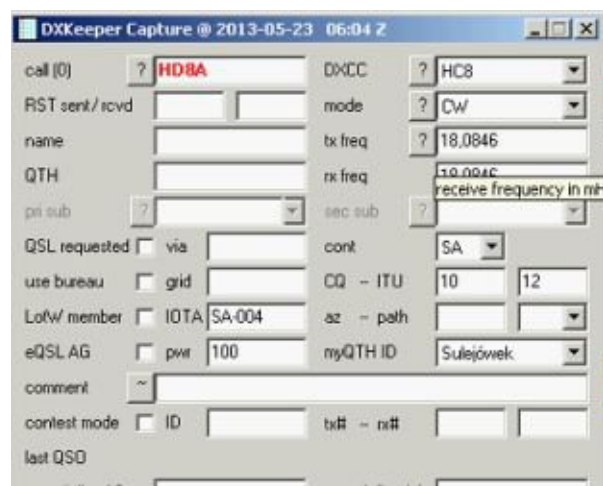 DXKeeper Capture @ 2013-05-23 06:04 Z
call (0) ? HD8A DXCC ? HC8
RST sent/rcvd mode ? CW
name tx freq ? 18,0846
QTH rx freq 18,0846
receive frequency in mH
pri sub ? sec sub ?
QSL requested via cont SA
use bureau grid CQ - ITU 10 12
LotW member IOTA SA-004 az - path
eQSL AG pwr 100 myQTH ID Sulejówek
comment ~
contest mode ID tx# - rx#
last QSO